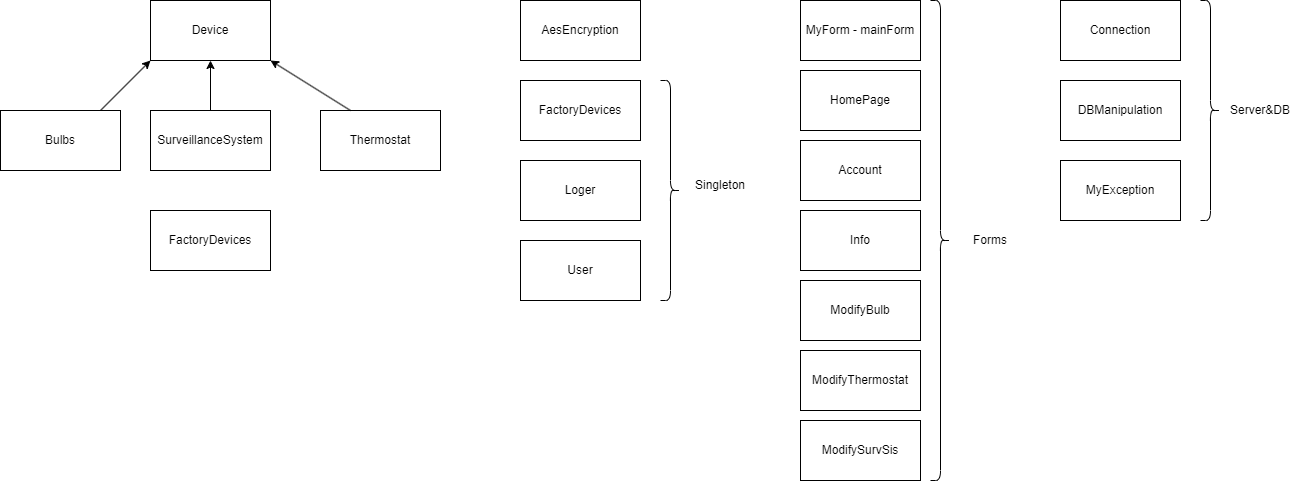 Device
Bulbs
SurveillanceSystem
Thermostat
FactoryDevices
AesEncryption
FactoryDevices
Loger
User
Singleton
MyForm - mainForm
HomePage
Account
Info
ModifyBulb
ModifyThermostat
ModifySurvSis
Forms
Connection
DBManipulation
MyException
Server&DB